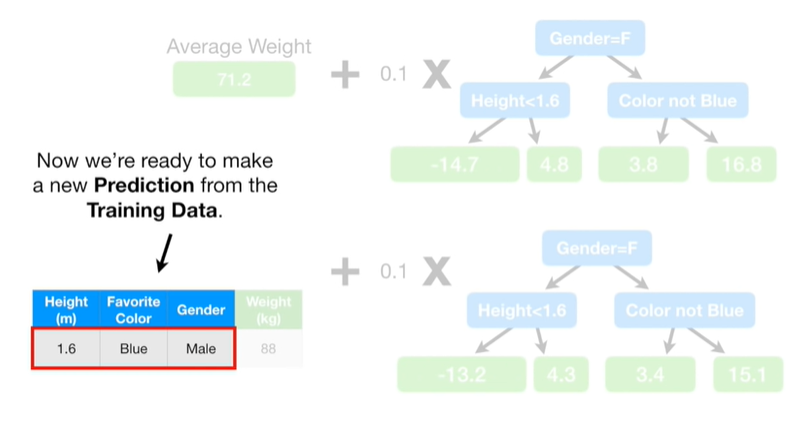 Average Weight
71.2
+ 0.1 X
Gender=F
Height<1.6
Color not Blue
-14.7
4.8
3.8
16.8
Now we're ready to make
a new Prediction from the
Training Data.
+ 0.1 X
Gender=F
Height<1.6
Color not Blue
-13.2
4.3
3.4
15.1
Height (m) Favorite Color Gender Weight (kg)
1.6 Blue Male 88